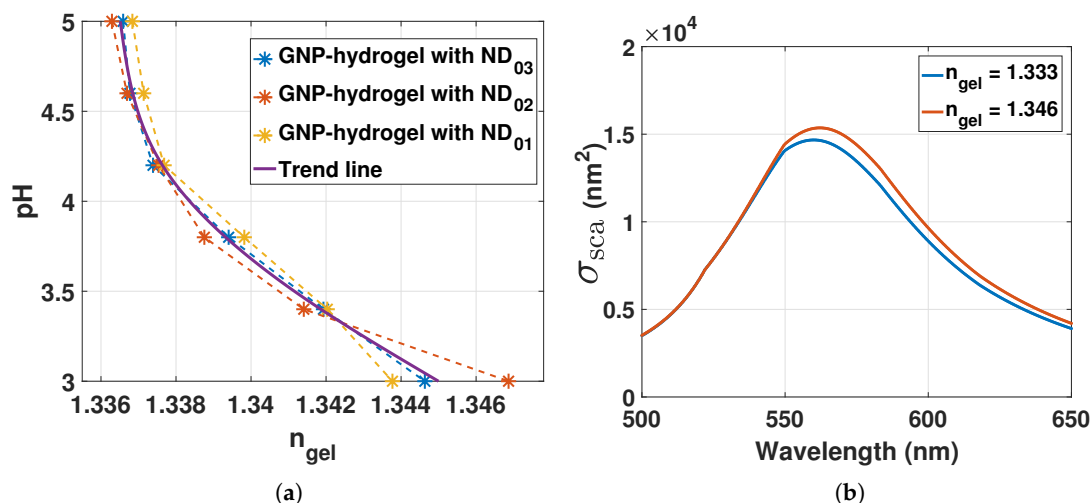 5
4.5
4
3.5
3
pH
1.336
1.338
1.34
1.342
1.344
1.346
n_gel
GNP-hydrogel with ND_03
GNP-hydrogel with ND_02
GNP-hydrogel with ND_01
Trend line
(a)
×10^4
2
1.5
1
0.5
0
σ_sca (nm²)
500
550
600
650
Wavelength (nm)
n_gel = 1.333
n_gel = 1.346
(b)